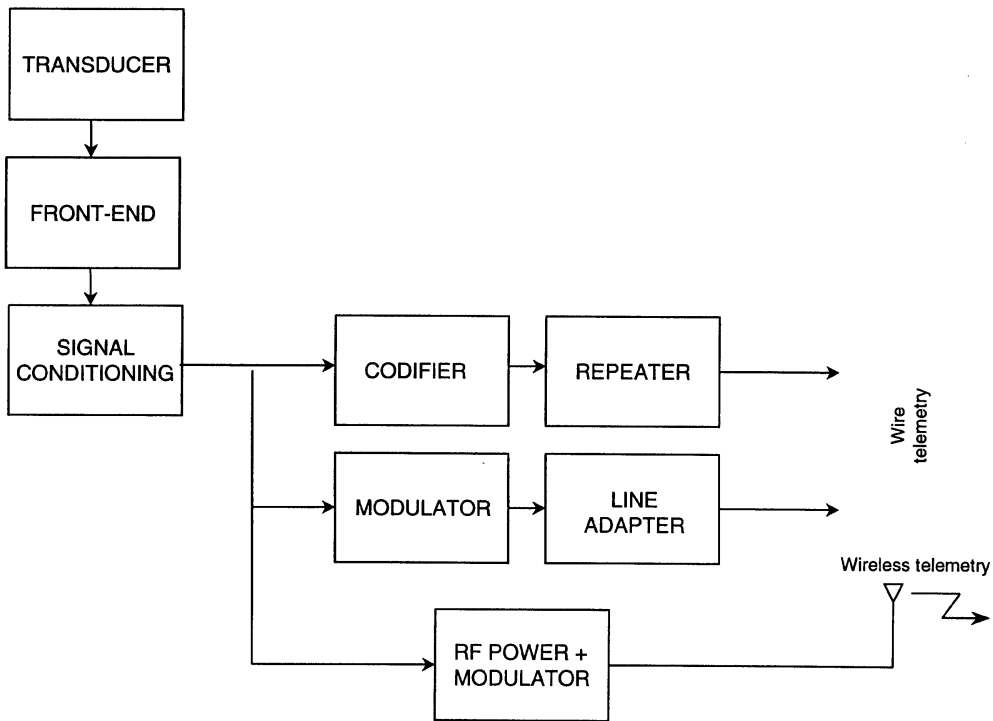 TRANSDUCER
FRONT-END
SIGNAL
CONDITIONING
CODIFIER
REPEATER
Wire
telemetry
MODULATOR
LINE
ADAPTER
Wireless telemetry
RF POWER +
MODULATOR